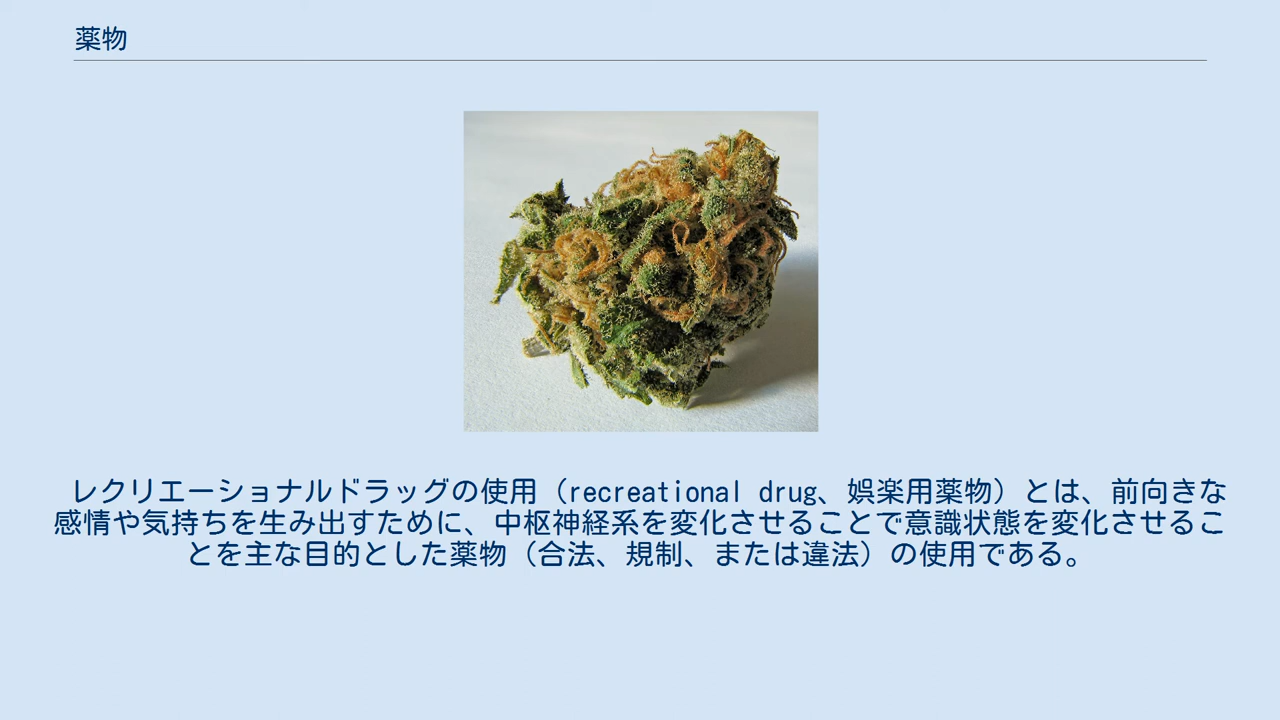 薬物
レクリエーショナルドラッグの使用（recreational drug、娯楽用薬物）とは、前向きな
感情や気持ちを生み出すために、中枢神経系を変化させることで意識状態を変化させるこ
とを主な目的とした薬物（合法、規制、または違法）の使用である。